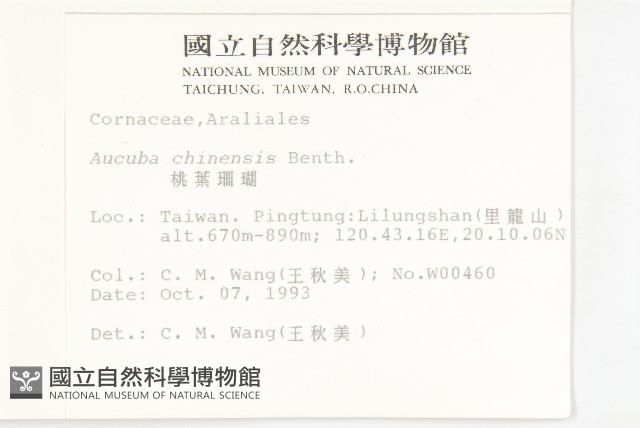 國立自然科學博物館
NATIONAL MUSEUM OF NATURAL SCIENCE
TAICHUNG, TAIWAN, R.O.CHINA
Cornaceae,Araliales
Aucuba chinensis Benth.
桃葉珊瑚
Loc.: Taiwan. Pingtung:Lilungshan(里龍山)
alt.670m-890m; 120.43.16E,20.10.06N
Col.: C. M. Wang(王秋美); No.W00460
Date: Oct. 07, 1993
Det.: C. M. Wang(王秋美)
國立自然科學博物館
NATIONAL MUSEUM OF NATURAL SCIENCE